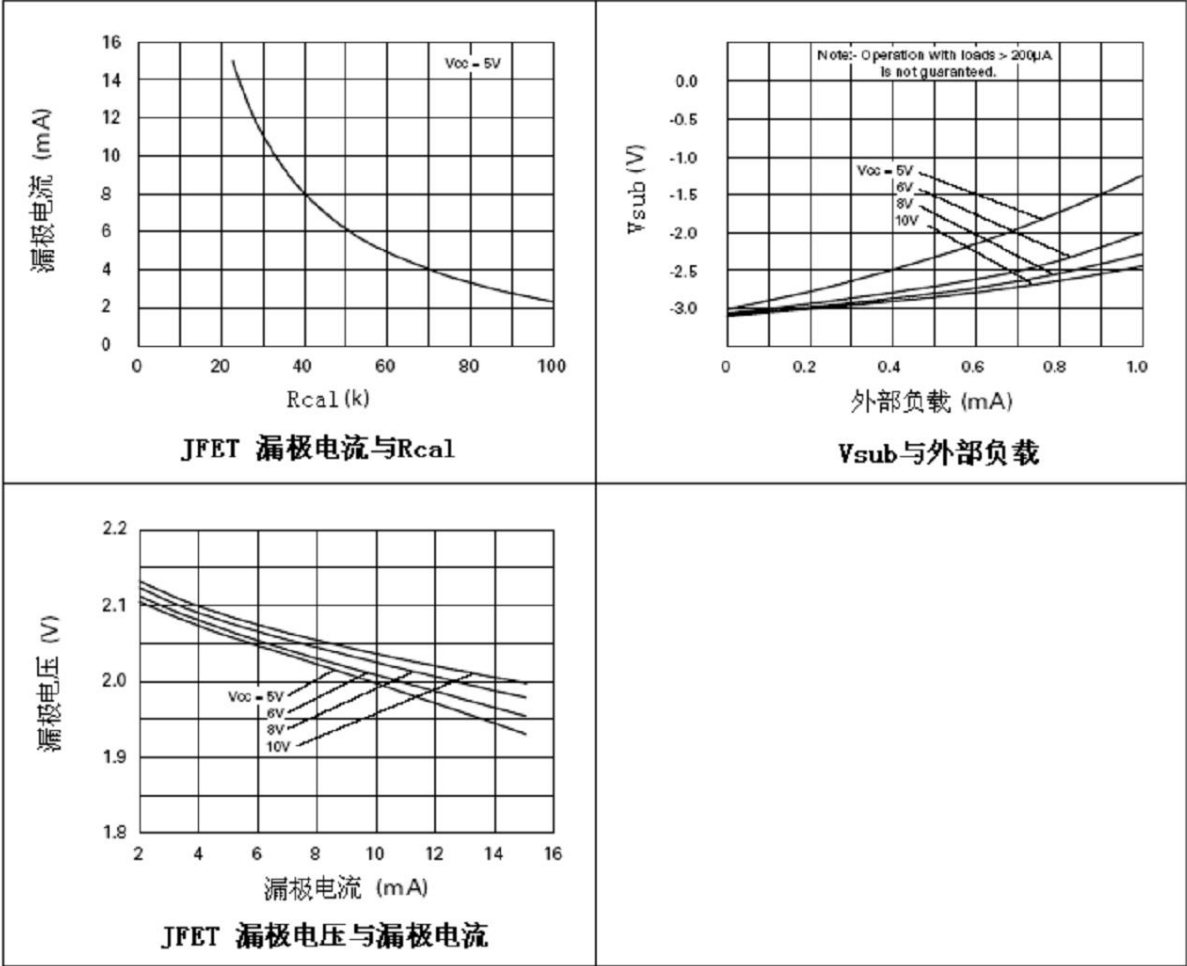 16
14
12
10
8
6
4
2
0
Vcc = 5V
漏极电流 (mA)
0 20 40 60 80 100
Rcal(k)
JFET 漏极电流与Rcal
Note:- Operation with loads > 200μA
is not guaranteed.
0.0
-0.5
-1.0
-1.5
-2.0
-2.5
-3.0
Vcc = 5V
6V
8V
10V
Vsub (V)
0 0.2 0.4 0.6 0.8 1.0
外部负载 (mA)
Vsub与外部负载
2.2
2.1
2.0
1.9
1.8
Vcc = 5V
6V
8V
10V
漏极电压 (V)
2 4 6 8 10 12 14 16
漏极电流 (mA)
JFET 漏极电压与漏极电流